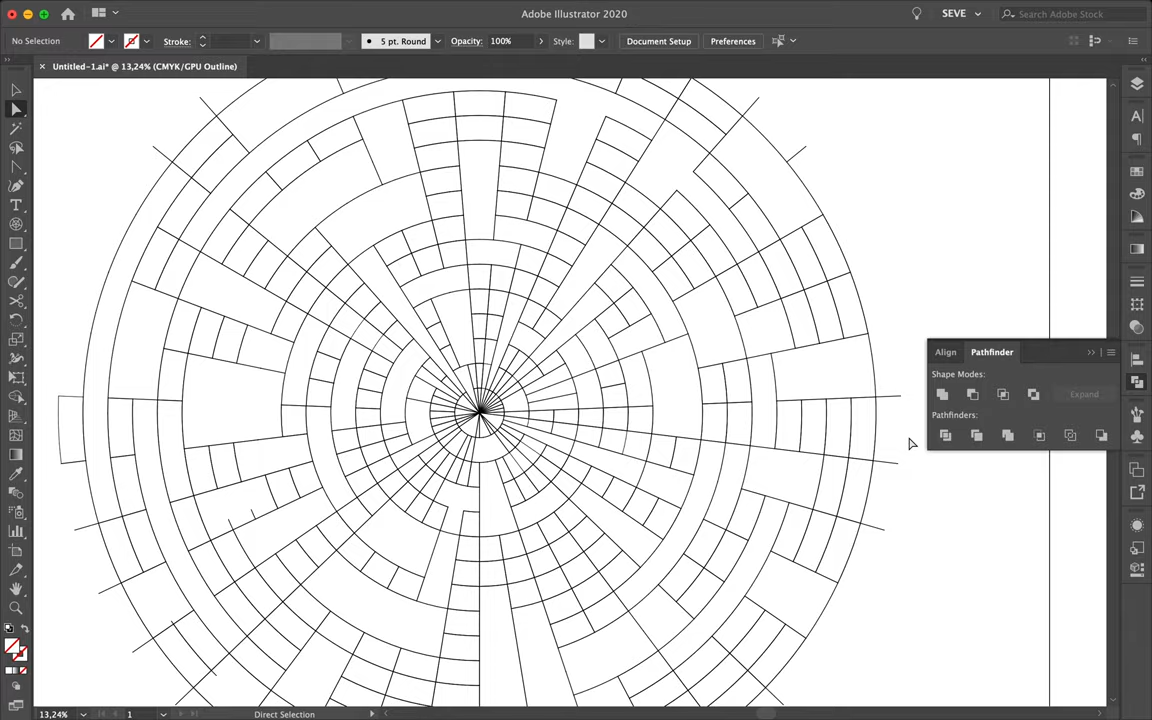 Adobe Illustrator 2020
SEVE
Search Adobe Stock
No Selection
Stroke:
5 pt. Round
Opacity:
100%
Style:
Document Setup
Preferences
Untitled-1.ai* @ 13,24% (CMYK/GPU Outline)
Align
Pathfinder
Shape Modes:
Expand
Pathfinders:
13,24%
1
Direct Selection